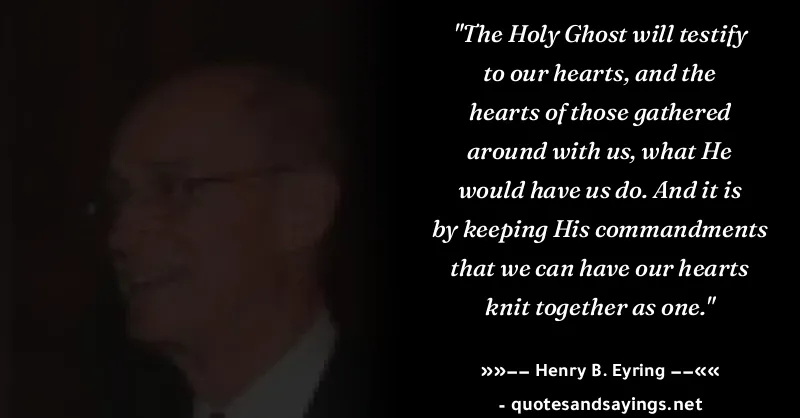 "The Holy Ghost will testify
to our hearts, and the
hearts of those gathered
around with us, what He
would have us do. And it is
by keeping His commandments
that we can have our hearts
knit together as one."
»»−− Henry B. Eyring −−««
- quotesandsayings.net